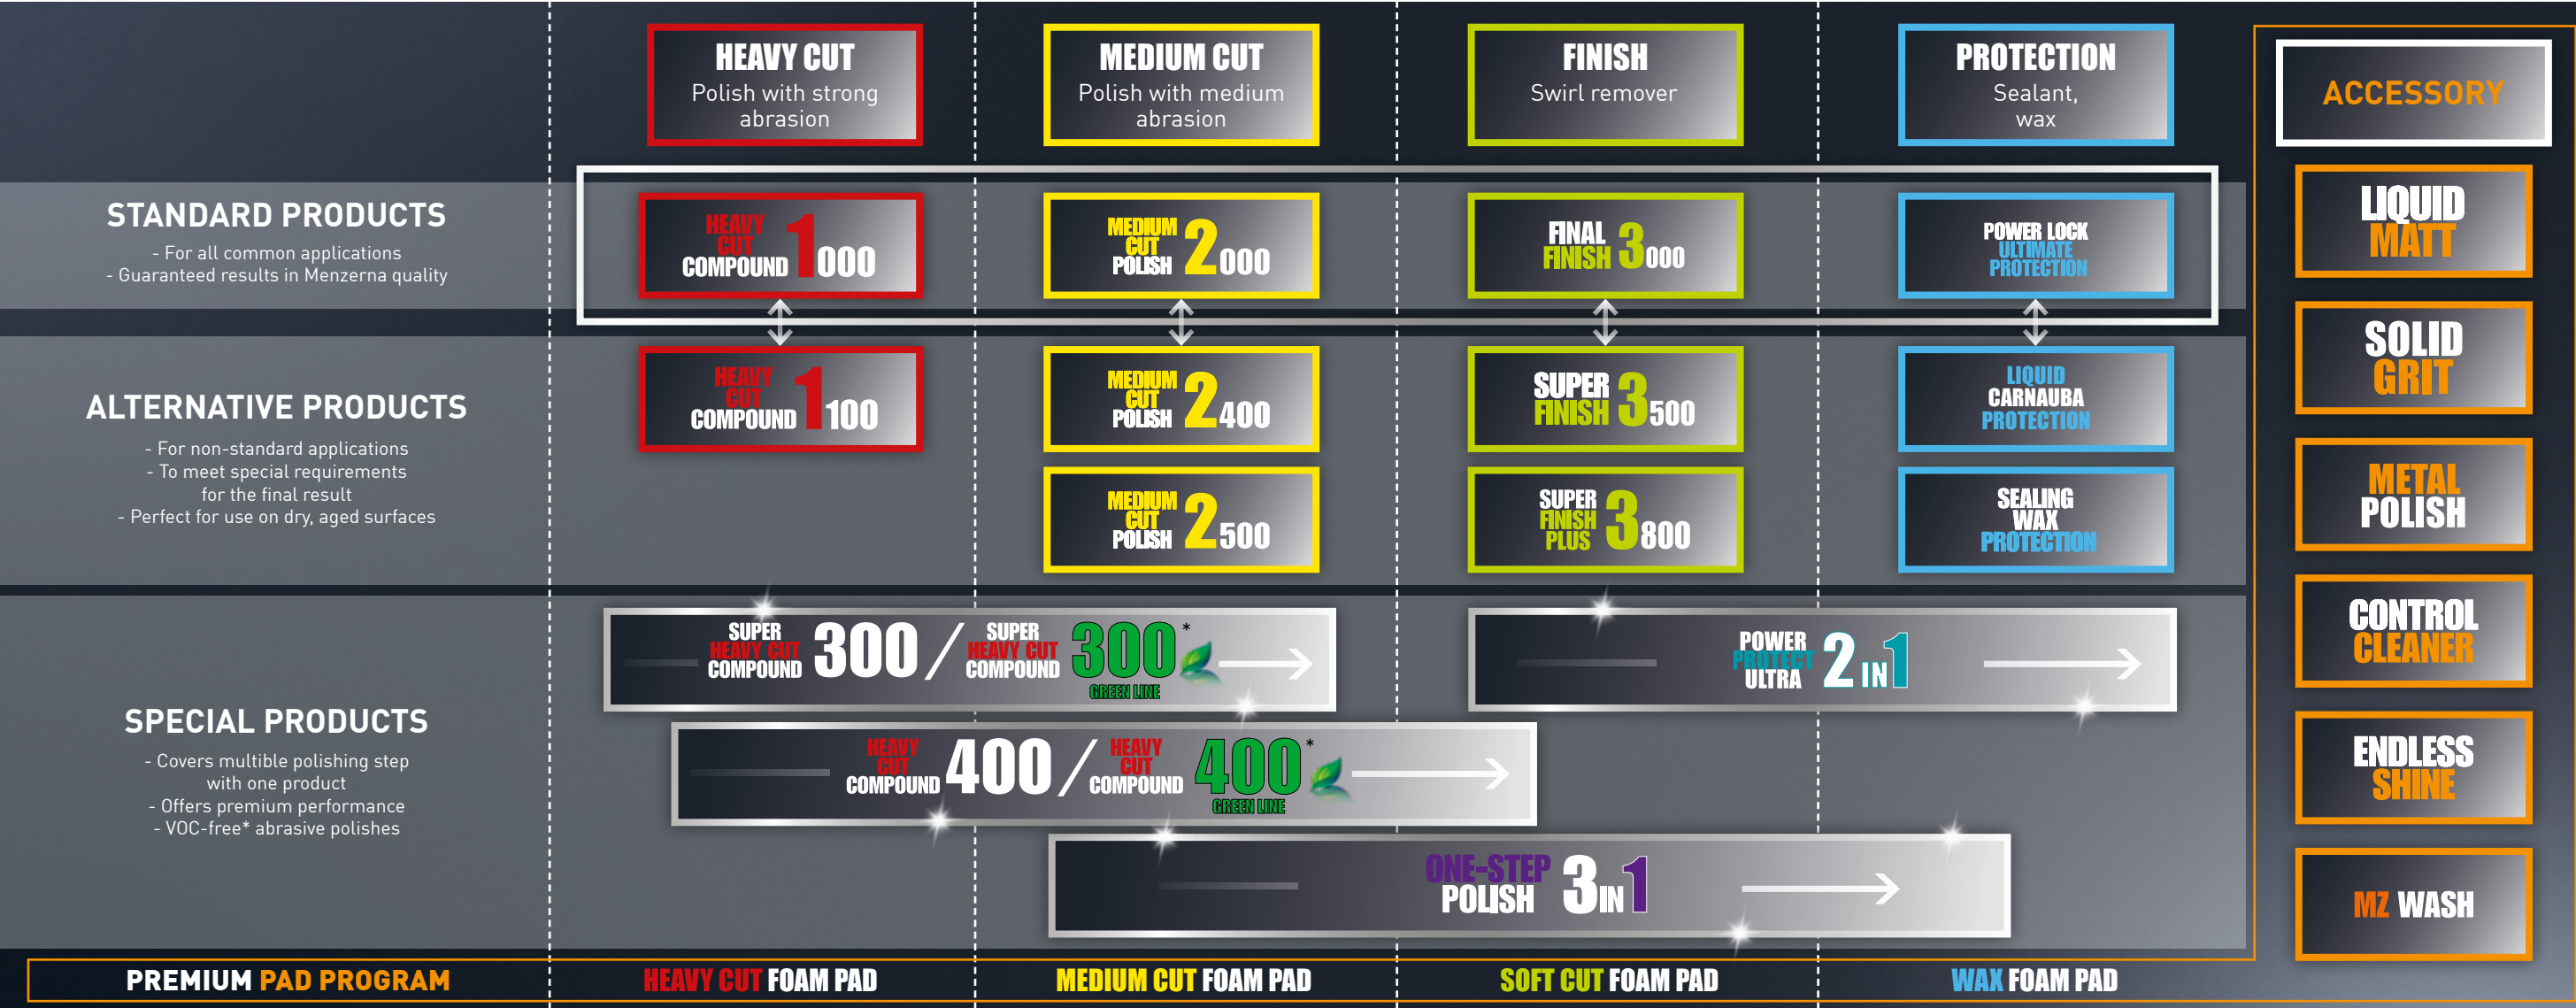 HEAVY CUT
Polish with strong
abrasion
MEDIUM CUT
Polish with medium
abrasion
FINISH
Swirl remover
PROTECTION
Sealant,
wax
ACCESSORY
STANDARD PRODUCTS
- For all common applications
- Guaranteed results in Menzerna quality
HEAVY
CUT
COMPOUND 1000
MEDIUM
CUT
POLISH 2000
FINAL
FINISH 3000
POWER LOCK
ULTIMATE
PROTECTION
LIQUID
MATT
ALTERNATIVE PRODUCTS
- For non-standard applications
- To meet special requirements
for the final result
- Perfect for use on dry, aged surfaces
HEAVY
CUT
COMPOUND 1100
MEDIUM
CUT
POLISH 2400
SUPER
FINISH 3500
LIQUID
CARNAUBA
PROTECTION
MEDIUM
CUT
POLISH 2500
SUPER
FINISH
PLUS 3800
SEALING
WAX
PROTECTION
SOLID
GRIT
METAL
POLISH
SPECIAL PRODUCTS
- Covers multible polishing step
with one product
- Offers premium performance
- VOC-free* abrasive polishes
SUPER
HEAVY CUT
COMPOUND 300 /
SUPER
HEAVY CUT
COMPOUND 300*
GREEN LINE
POWER
PROTECT
ULTRA 2 IN 1
HEAVY
CUT
COMPOUND 400 /
HEAVY
CUT
COMPOUND 400*
GREEN LINE
ONE-STEP
POLISH 3 IN 1
CONTROL
CLEANER
ENDLESS
SHINE
MZ WASH
PREMIUM PAD PROGRAM
HEAVY CUT FOAM PAD
MEDIUM CUT FOAM PAD
SOFT CUT FOAM PAD
WAX FOAM PAD